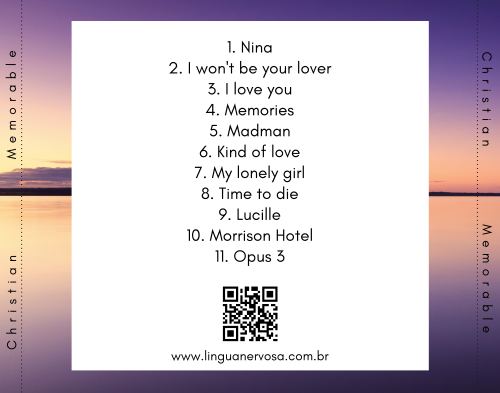 1. Nina
2. I won't be your lover
3. I love you
4. Memories
5. Madman
6. Kind of love
7. My lonely girl
8. Time to die
9. Lucille
10. Morrison Hotel
11. Opus 3
www.linguanervosa.com.br
Christian Memorable
Christian Memorable